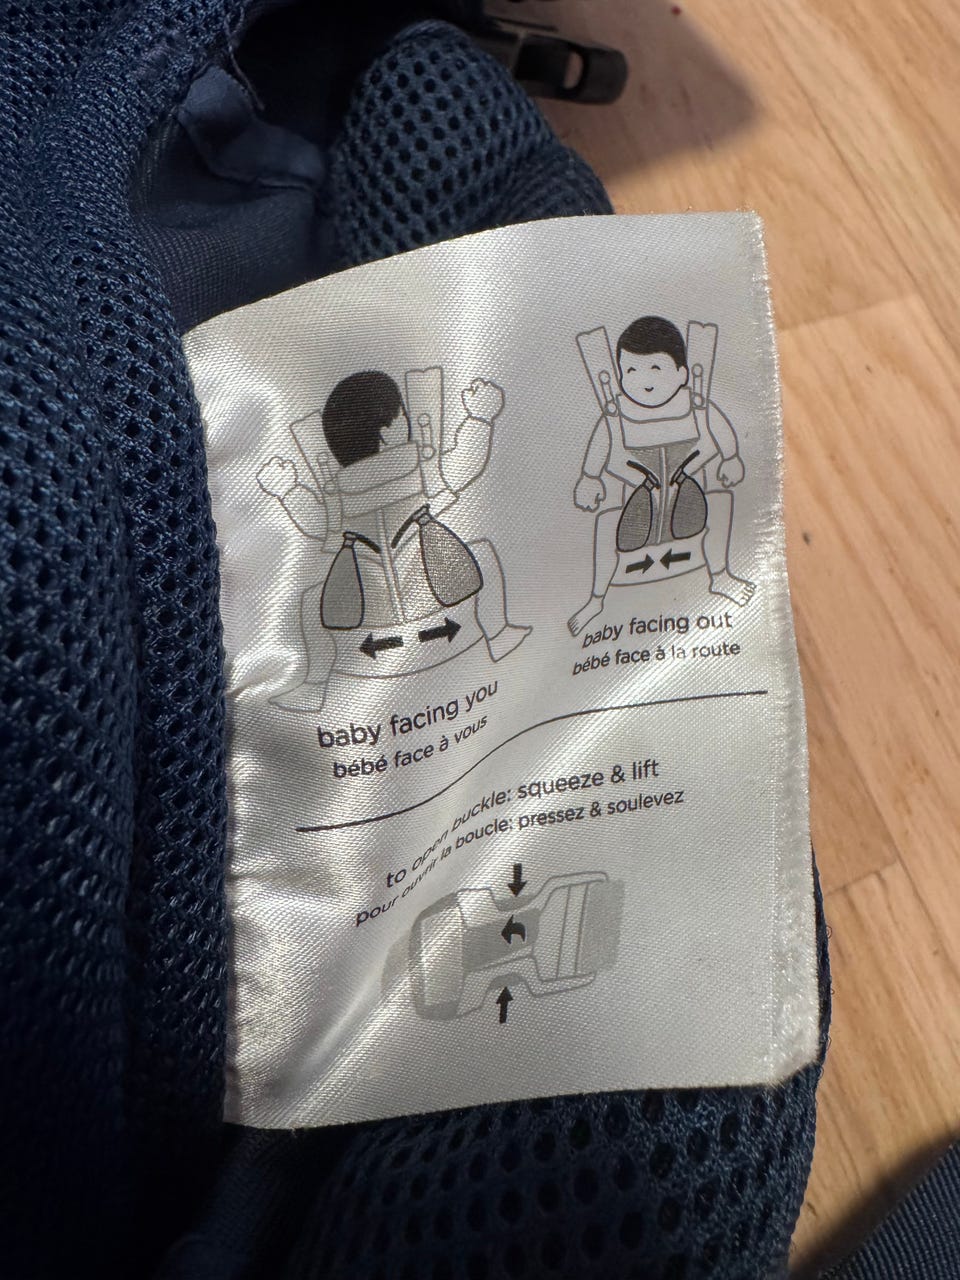 baby facing out
bébé face à la route
baby facing you
bébé face à vous
to open buckle: squeeze & lift
pour ouvrir la boucle: pressez & soulevez